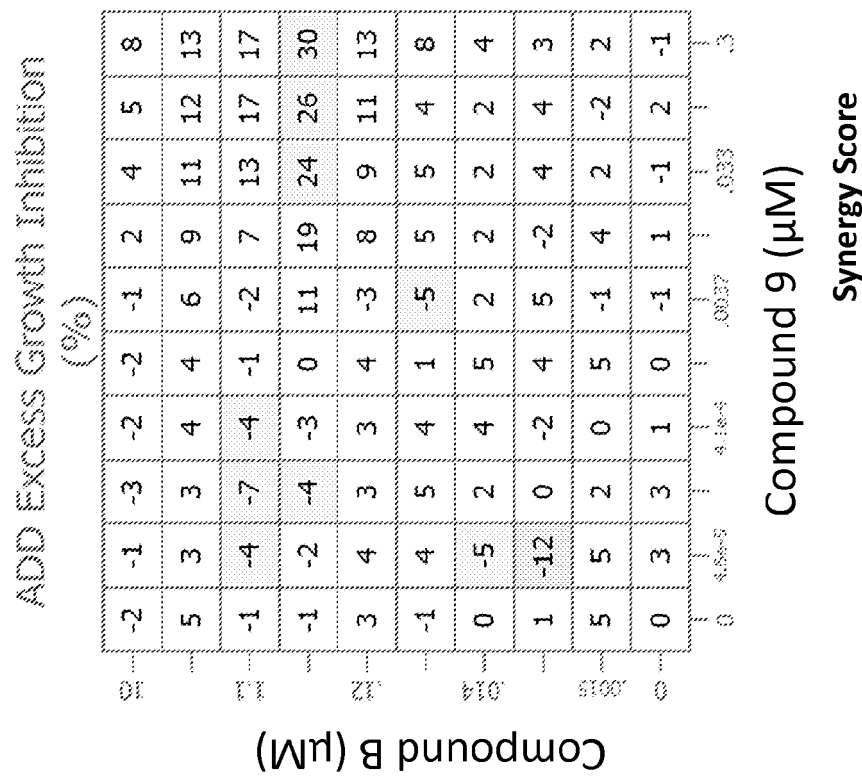 ADD Excess Growth Inhibition
(%)
Compound B (µM)
10 -2 -1 -3 -2 -2 -1 2 4 5 8
5 3 3 4 4 6 9 11 12 13
1.1 -1 -4 -7 -4 -1 -2 7 13 17 17
-1 -2 -4 -3 0 11 19 24 26 30
.12 3 4 3 3 4 -3 8 9 11 13
-1 4 5 4 1 -5 5 5 4 8
.014 0 -5 2 4 5 2 2 2 2 4
1 -12 0 -2 4 5 -2 4 4 3
.0015 5 5 2 0 5 -1 4 2 -2 2
0 0 3 3 1 0 -1 1 -1 2 -1
0 4.6e-5 4.1e-4 .0037 .033 .3
Compound 9 (µM)
Synergy Score